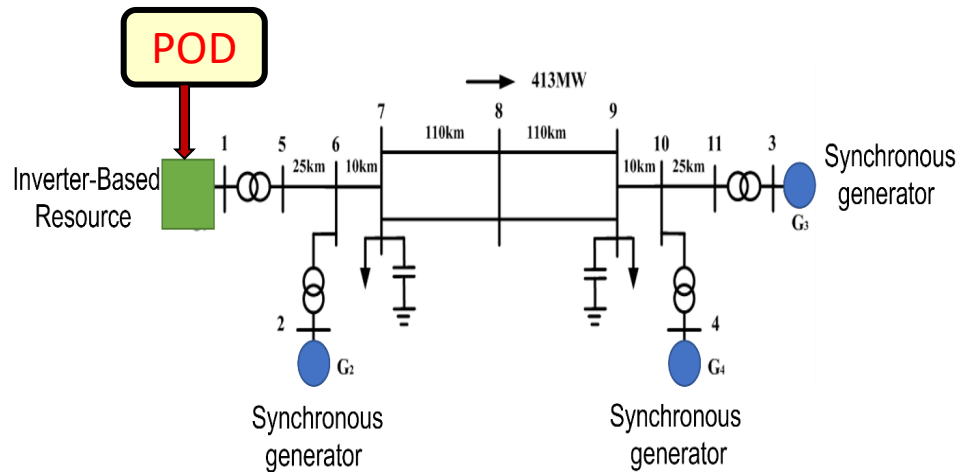 POD
413MW
7
8
9
110km
110km
1
5
6
10
11
3
25km
10km
10km
25km
Inverter-Based
Resource
Synchronous
generator
G3
2
4
G2
G4
Synchronous
generator
Synchronous
generator